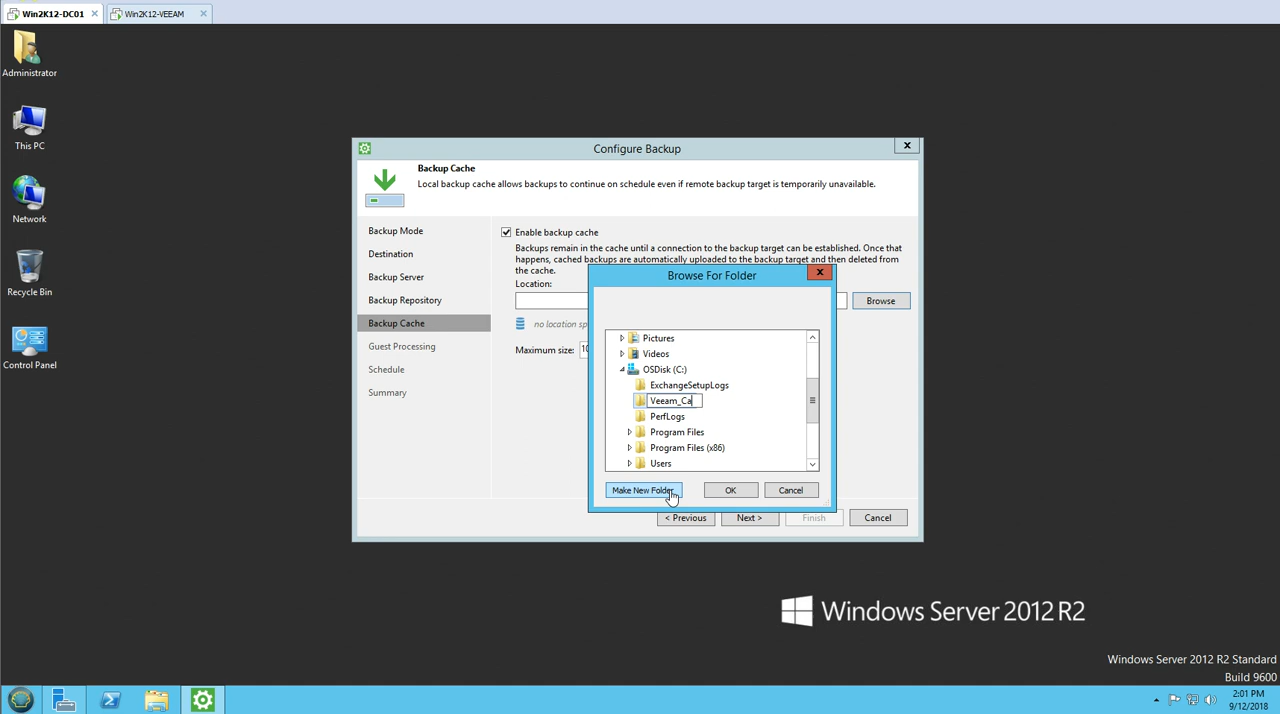 Win2K12-DC01
Win2K12-VEEAM
Administrator
This PC
Network
Recycle Bin
Control Panel
Configure Backup
Backup Cache
Local backup cache allows backups to continue on schedule even if remote backup target is temporarily unavailable.
Backup Mode
Destination
Backup Server
Backup Repository
Backup Cache
Guest Processing
Schedule
Summary
Enable backup cache
Backups remain in the cache until a connection to the backup target can be established. Once that
happens, cached backups are automatically uploaded to the backup target and then deleted from
the cache.
Location:
Browse
no location sp
Maximum size: 10
Browse For Folder
Pictures
Videos
OSDisk (C:)
ExchangeSetupLogs
Veeam_Ca
PerfLogs
Program Files
Program Files (x86)
Users
Make New Folder
OK
Cancel
< Previous
Next >
Finish
Cancel
Windows Server 2012 R2
Windows Server 2012 R2 Standard
Build 9600
2:01 PM
9/12/2018